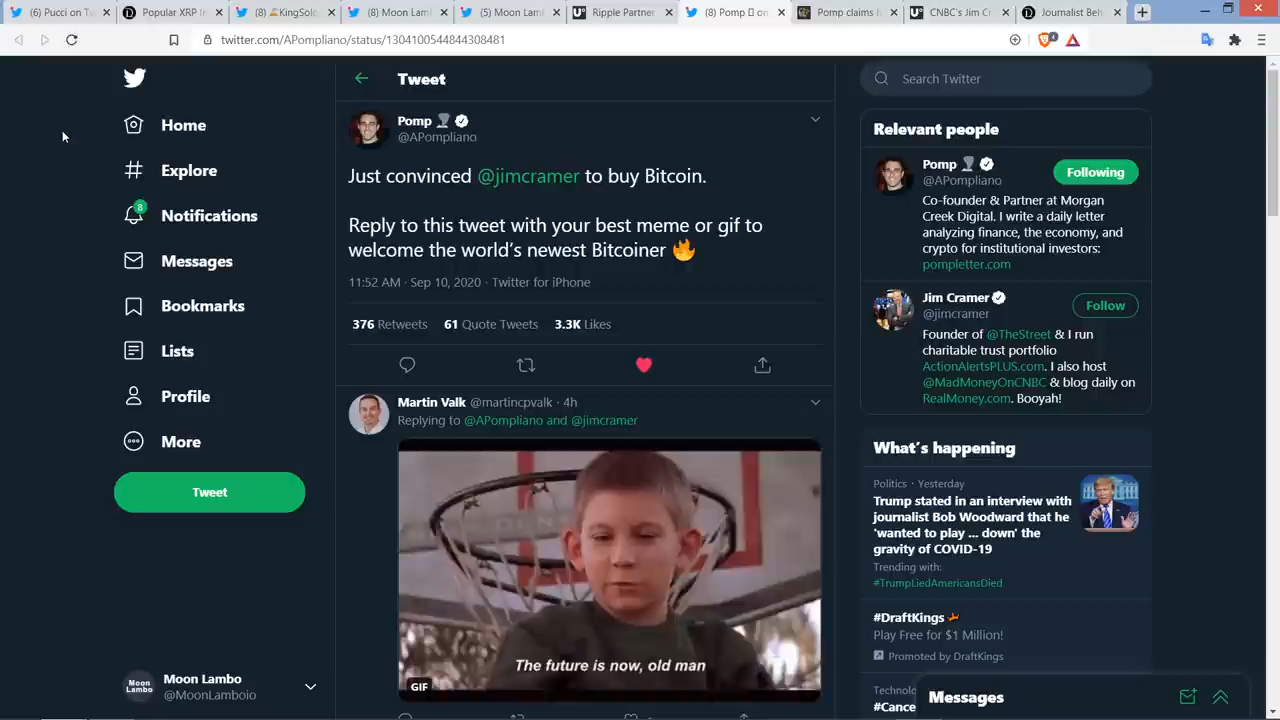 (6) Pucci on Tw
Popular XRP In
(8) KingSolo
(8) Moon Lam
(5) Moon Lam
Ripple Partner
(8) Pomp on
Pomp claims N
CNBC's Jim Cr
Journalist Beh
twitter.com/APompliano/status/1304100544844308481
Home
Explore
8
Notifications
Messages
Bookmarks
Lists
Profile
More
Tweet
Moon Lambo
@MoonLamboio
Moon
Lambo
Tweet
Pomp
@APompliano
Just convinced @jimcramer to buy Bitcoin.
Reply to this tweet with your best meme or gif to
welcome the world's newest Bitcoiner 🔥
11:52 AM · Sep 10, 2020 · Twitter for iPhone
376 Retweets 61 Quote Tweets 3.3K Likes
Martin Valk @martincpvalk · 4h
Replying to @APompliano and @jimcramer
The future is now, old man
GIF
Search Twitter
Relevant people
Pomp
@APompliano
Following
Co-founder & Partner at Morgan
Creek Digital. I write a daily letter
analyzing finance, the economy, and
crypto for institutional investors:
pompletter.com
Jim Cramer
@jimcramer
Follow
Founder of @TheStreet & I run
charitable trust portfolio
ActionAlertsPLUS.com. I also host
@MadMoneyOnCNBC & blog daily on
RealMoney.com. Booyah!
What's happening
Politics · Yesterday
Trump stated in an interview with
journalist Bob Woodward that he
'wanted to play ... down' the
gravity of COVID-19
Trending with:
#TrumpLiedAmericansDied
#DraftKings
Play Free for $1 Million!
Promoted by DraftKings
Technolo
#Cance
Messages